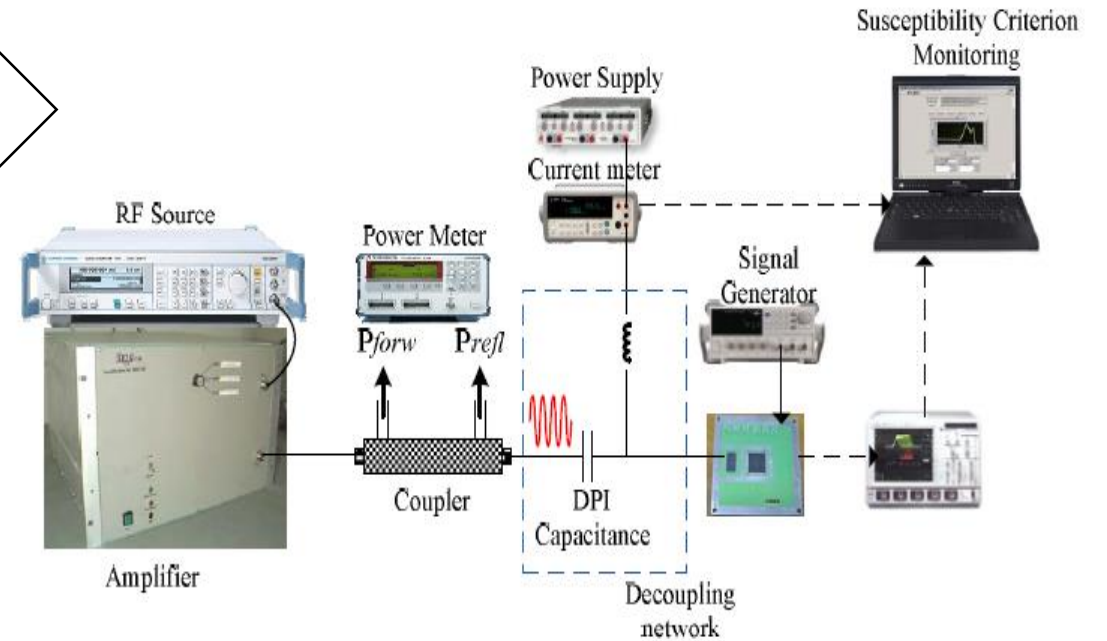 Susceptibility Criterion
Monitoring
Power Supply
Current meter
RF Source
Power Meter
Signal
Generator
Pforw
Prefl
Coupler
DPI
Capacitance
Amplifier
Decoupling
network